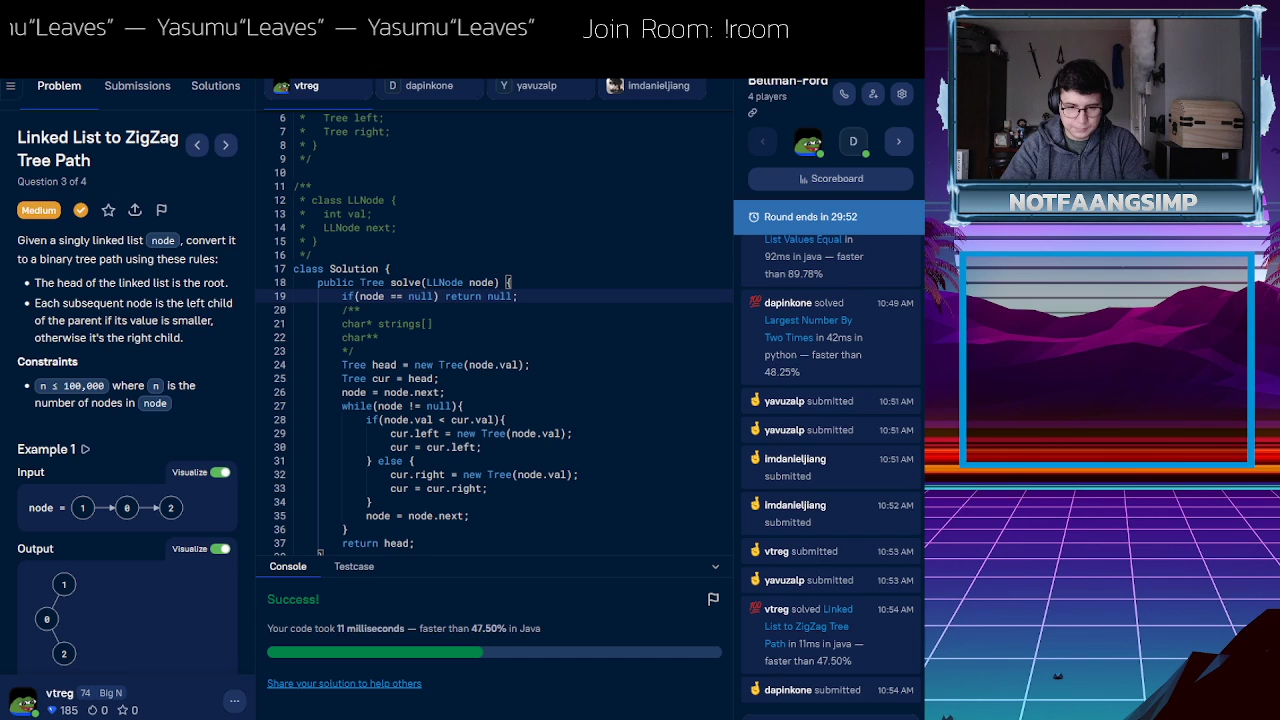 ıu“Leaves” — Yasumu“Leaves” — Yasumu“Leaves”
Join Room: !room
Problem
Submissions
Solutions
Linked List to ZigZag
Tree Path
Question 3 of 4
Medium
Given a singly linked list node, convert it
to a binary tree path using these rules:
The head of the linked list is the root.
Each subsequent node is the left child
of the parent if its value is smaller,
otherwise it's the right child.
Constraints
n ≤ 100,000 where n is the
number of nodes in node
Example 1
Input
Visualize
node = 1 0 2
Output
Visualize
1
0
2
vtreg 74 Big N
185 0 0
vtreg
D dapinkone
Y yavuzalp
imdanieljiang
6 * Tree left;
7 * Tree right;
8 * }
9 */
10
11 /**
12 * class LLNode {
13 * int val;
14 * LLNode next;
15 * }
16 */
17 class Solution {
18 public Tree solve(LLNode node) {
19 if(node == null) return null;
20 /**
21 char* strings[]
22 char**
23 */
24 Tree head = new Tree(node.val);
25 Tree cur = head;
26 node = node.next;
27 while(node != null){
28 if(node.val < cur.val){
29 cur.left = new Tree(node.val);
30 cur = cur.left;
31 } else {
32 cur.right = new Tree(node.val);
33 cur = cur.right;
34 }
35 node = node.next;
36 }
37 return head;
Console
Testcase
Success!
Your code took 11 milliseconds — faster than 47.50% in Java
Share your solution to help others
Bellman-Ford
4 players
D
Scoreboard
Round ends in 29:52
List Values Equal in
92ms in java — faster
than 89.78%
dapinkone solved 10:49 AM
Largest Number By
Two Times in 42ms in
python — faster than
48.25%
yavuzalp submitted 10:51 AM
yavuzalp submitted 10:51 AM
imdanieljiang 10:51 AM
submitted
imdanieljiang 10:52 AM
submitted
vtreg submitted 10:53 AM
yavuzalp submitted 10:53 AM
vtreg solved Linked 10:54 AM
List to ZigZag Tree
Path in 11ms in java —
faster than 47.50%
dapinkone submitted 10:54 AM
NOTFAANGSIMP